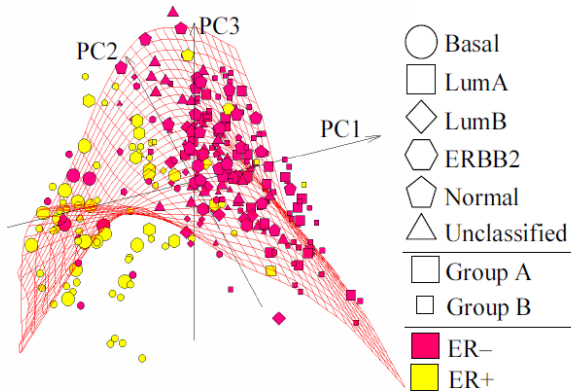 PC3
PC2
PC1
Basal
LumA
LumB
ERBB2
Normal
Unclassified
Group A
Group B
ER–
ER+